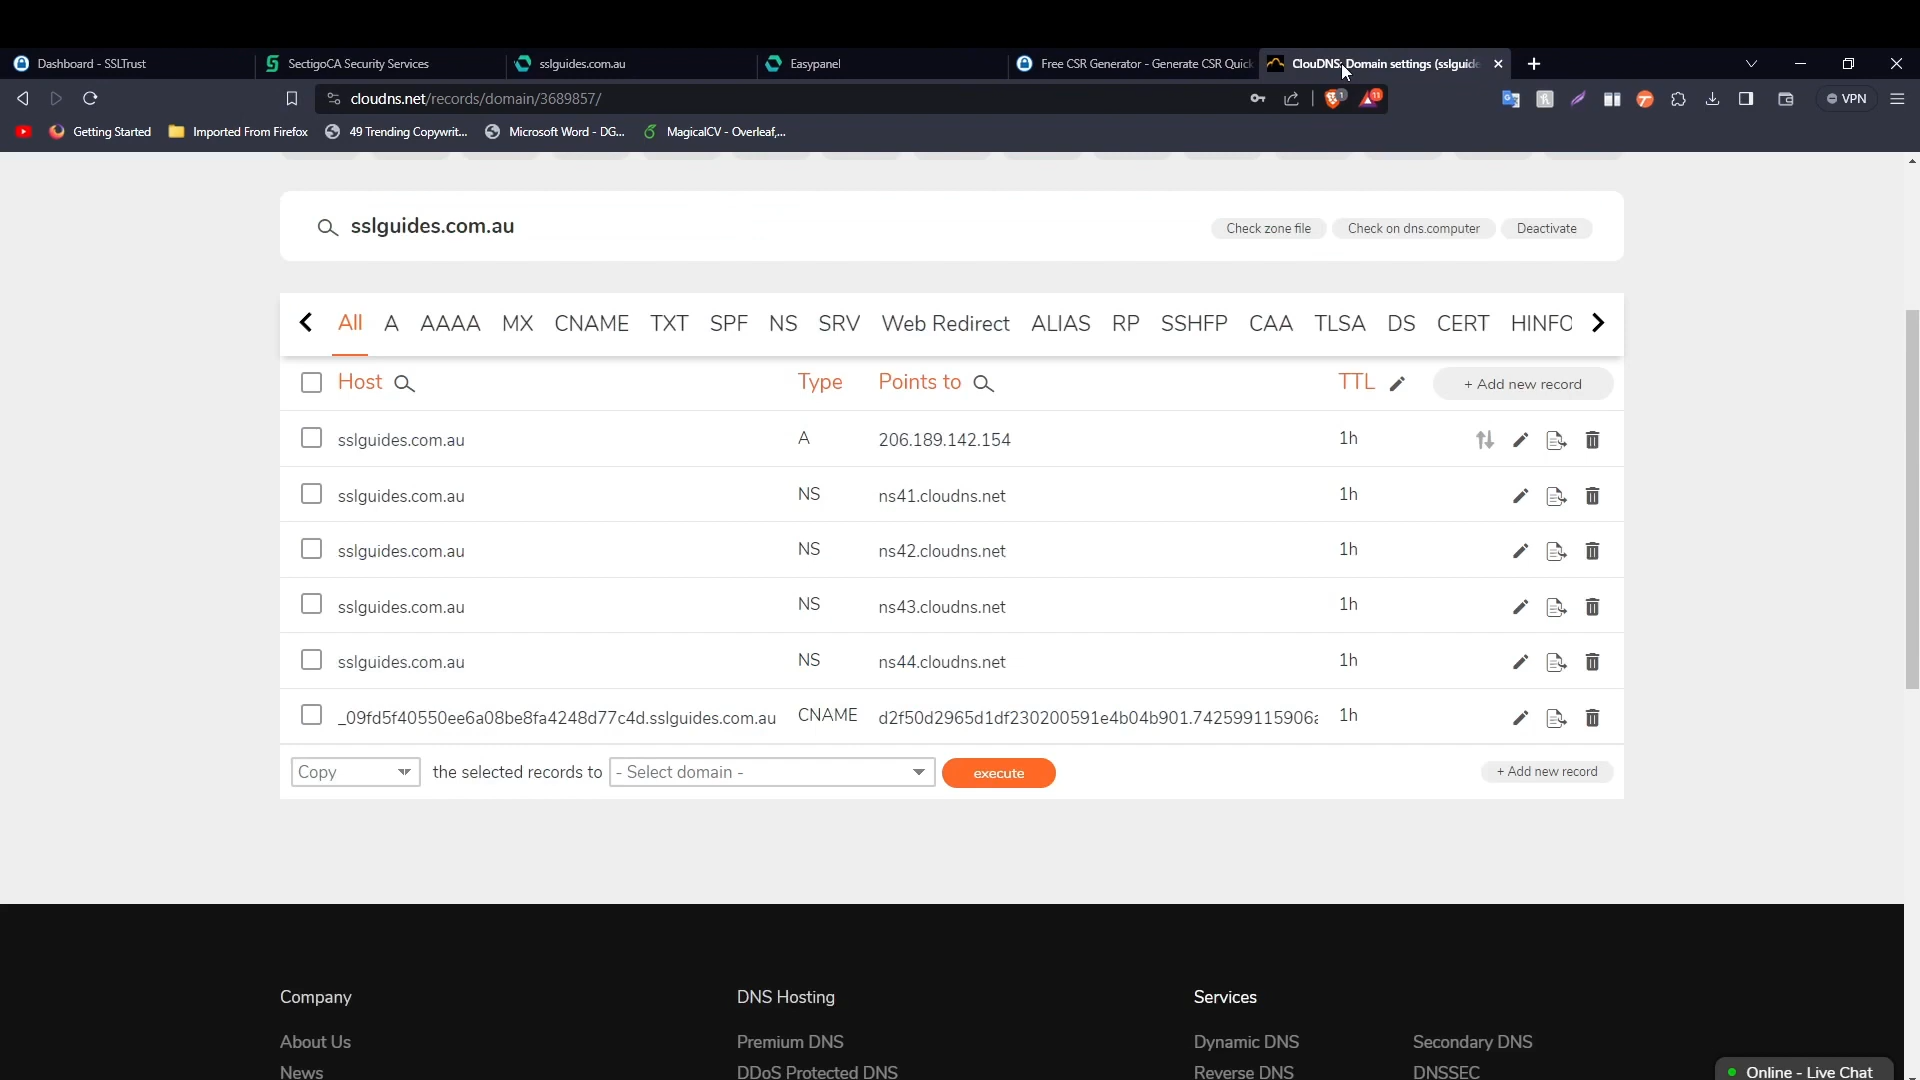 Dashboard - SSLTrust
SectigoCA Security Services
sslguides.com.au
Easypanel
Free CSR Generator - Generate CSR Quick
ClouDNS: Domain settings (sslguide
cloudns.net/records/domain/3689857/
1
11
VPN
Getting Started
Imported From Firefox
49 Trending Copywrit...
Microsoft Word - DG...
MagicalCV - Overleaf,...
sslguides.com.au
Check zone file
Check on dns.computer
Deactivate
All A AAAA MX CNAME TXT SPF NS SRV Web Redirect ALIAS RP SSHFP CAA TLSA DS CERT HINFO
Host Type Points to TTL + Add new record
sslguides.com.au A 206.189.142.154 1h
sslguides.com.au NS ns41.cloudns.net 1h
sslguides.com.au NS ns42.cloudns.net 1h
sslguides.com.au NS ns43.cloudns.net 1h
sslguides.com.au NS ns44.cloudns.net 1h
_09fd5f40550ee6a08be8fa4248d77c4d.sslguides.com.au CNAME d2f50d2965d1df230200591e4b04b901.742599115906a 1h
Copy the selected records to - Select domain - execute + Add new record
Company DNS Hosting Services
About Us Premium DNS Dynamic DNS Secondary DNS
News DDoS Protected DNS Reverse DNS DNSSEC
Online - Live Chat